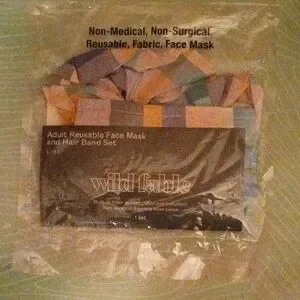 Non-Medical, Non-Surgical,
Reusable, Fabric, Face Mask
Adult Reusable Face Mask
and Hair Band Set
L-XL
wild fable
1 Set